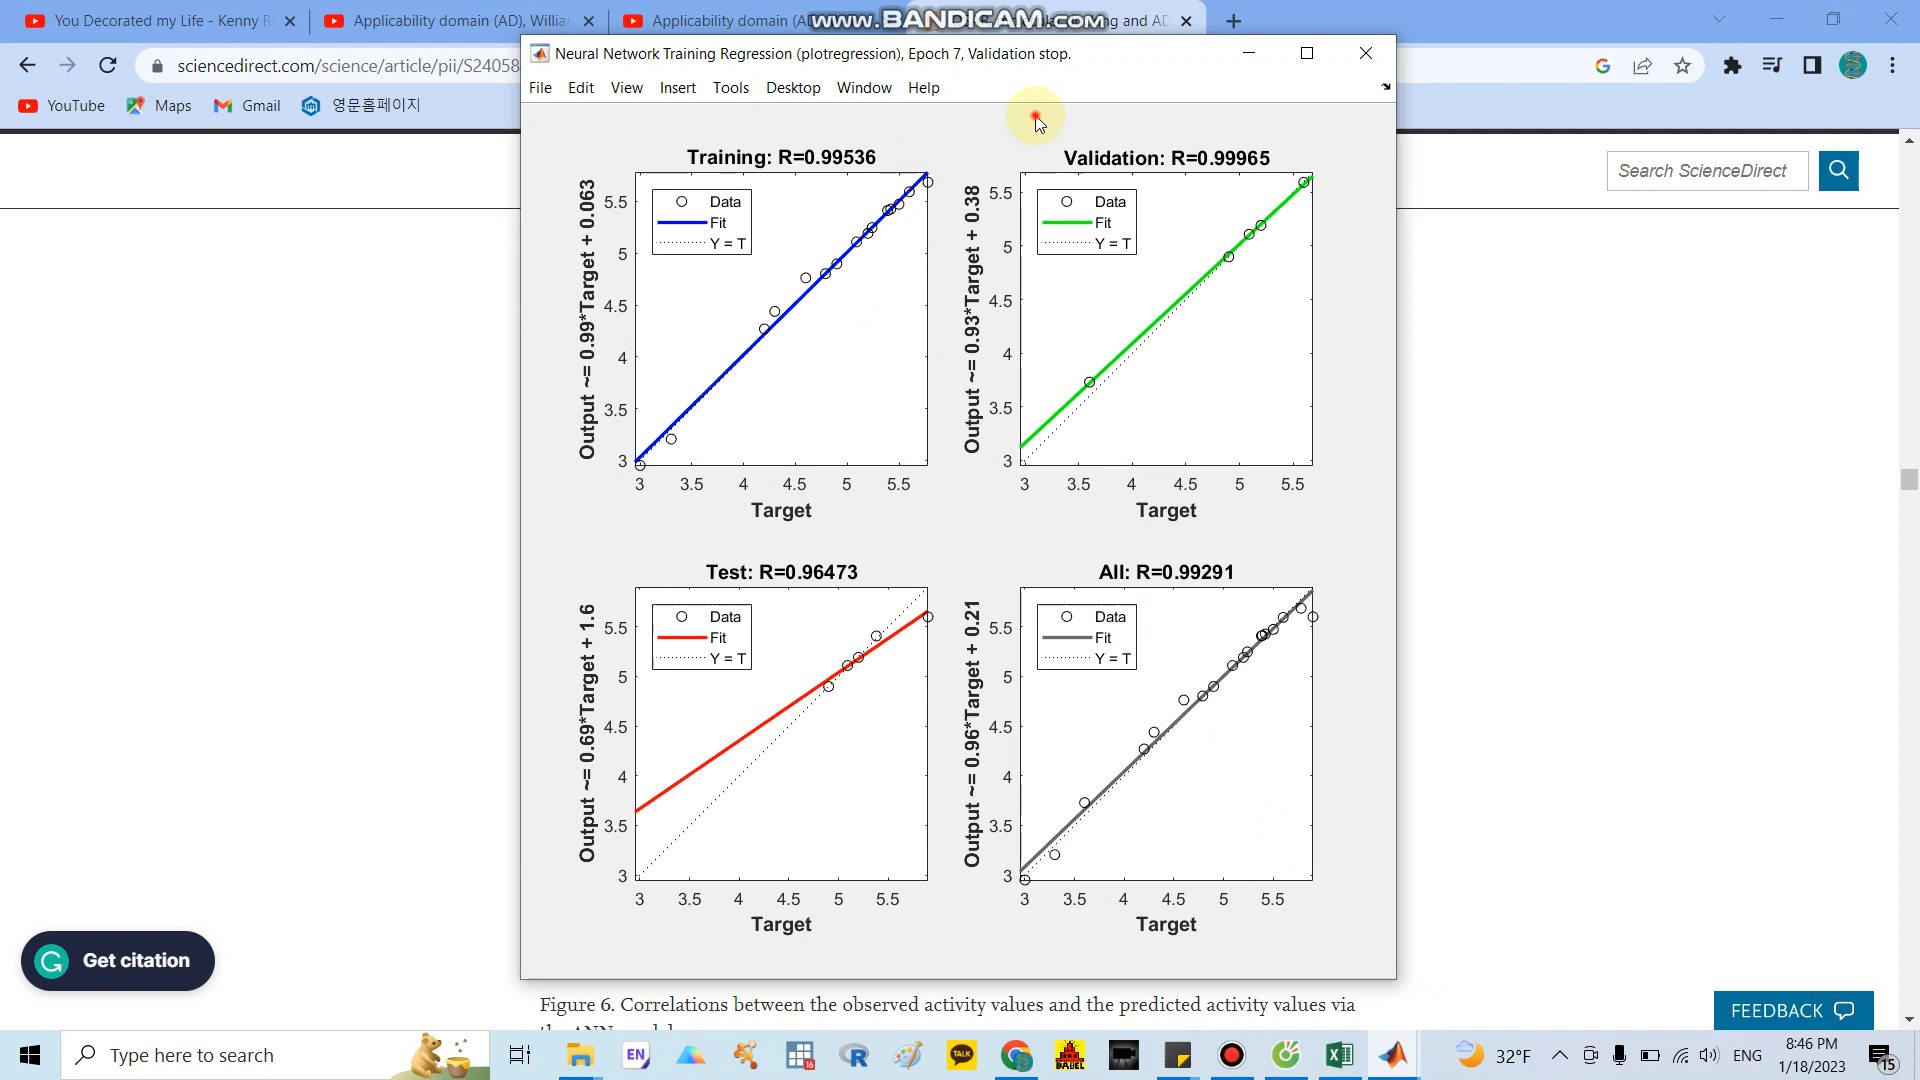 www.BANDICAM.com
You Decorated my Life - Kenny R
Applicability domain (AD), Willia
Applicability domain (AD
Neural Network Training Regression (plotregression), Epoch 7, Validation stop.
sciencedirect.com/science/article/pii/S24058
File Edit View Insert Tools Desktop Window Help
YouTube Maps Gmail 영문홈페이지
Search ScienceDirect
Training: R=0.99536
Output ~= 0.99*Target + 0.063
Data
Fit
Y = T
5.5
5
4.5
4
3.5
3
3 3.5 4 4.5 5 5.5
Target
Validation: R=0.99965
Output ~= 0.93*Target + 0.38
Data
Fit
Y = T
5.5
5
4.5
4
3.5
3
3 3.5 4 4.5 5 5.5
Target
Test: R=0.96473
Output ~= 0.69*Target + 1.6
Data
Fit
Y = T
5.5
5
4.5
4
3.5
3
3 3.5 4 4.5 5 5.5
Target
All: R=0.99291
Output ~= 0.96*Target + 0.21
Data
Fit
Y = T
5.5
5
4.5
4
3.5
3
3 3.5 4 4.5 5 5.5
Target
Get citation
Figure 6. Correlations between the observed activity values and the predicted activity values via
FEEDBACK
Type here to search
EN
16
R
TALK
BABEL
32°F
ENG
8:46 PM
1/18/2023
15